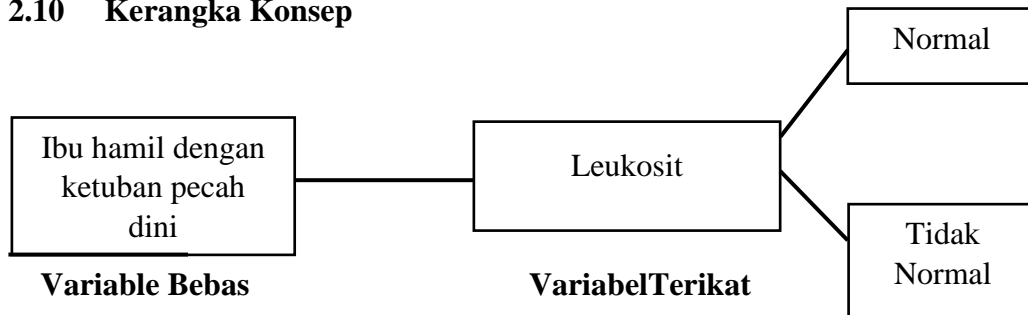 2.10 Kerangka Konsep
Normal
Ibu hamil dengan
ketuban pecah
dini
Leukosit
Tidak
Normal
Variable Bebas
VariabelTerikat